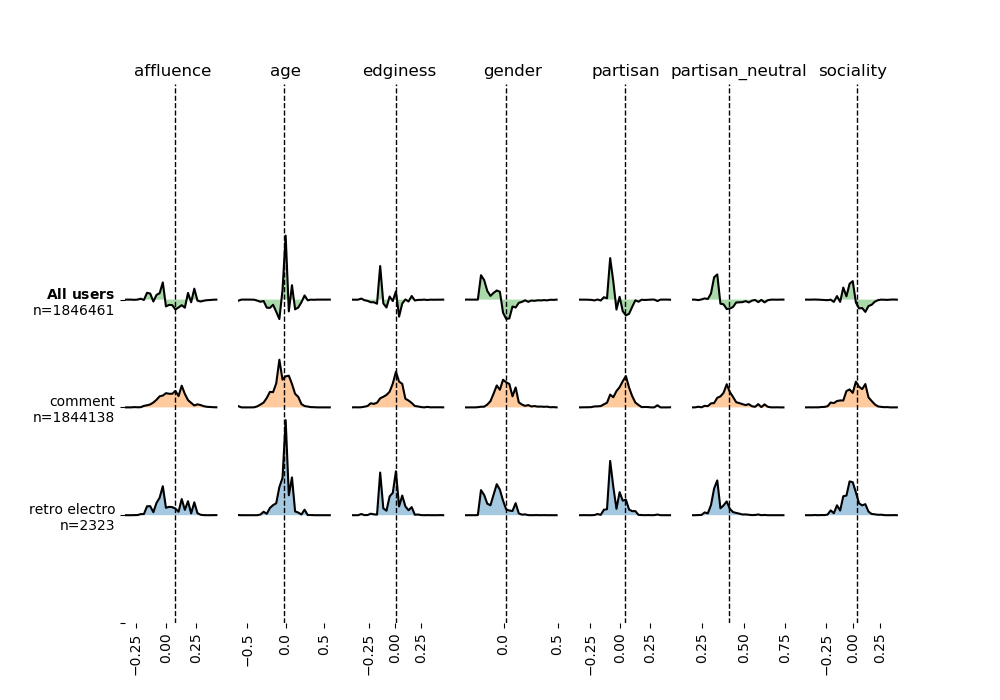 affluence age edginess gender partisan partisan_neutral sociality
All users
n=1846461
comment
n=1844138
retro electro
n=2323
−0.25 0.00 0.25 −0.5 0.0 0.5 −0.25 0.00 0.25 0.0 0.5 −0.25 0.00 0.25 0.25 0.50 0.75 −0.25 0.00 0.25